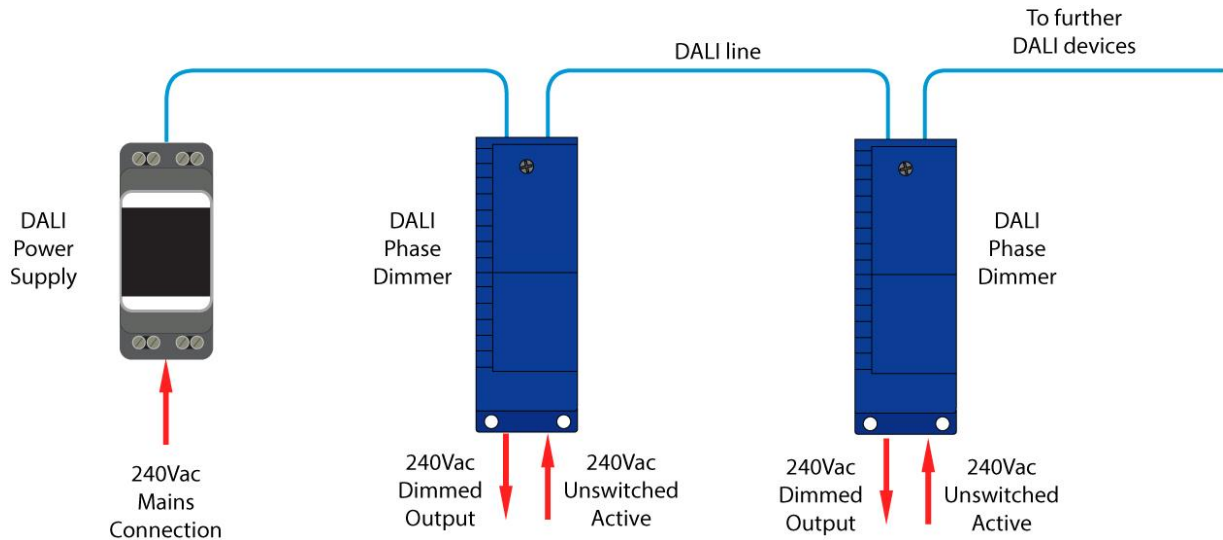 To further
DALI devices
DALI line
DALI
Power
Supply
DALI
Phase
Dimmer
DALI
Phase
Dimmer
240Vac
Mains
Connection
240Vac
Dimmed
Output
240Vac
Unswitched
Active
240Vac
Dimmed
Output
240Vac
Unswitched
Active